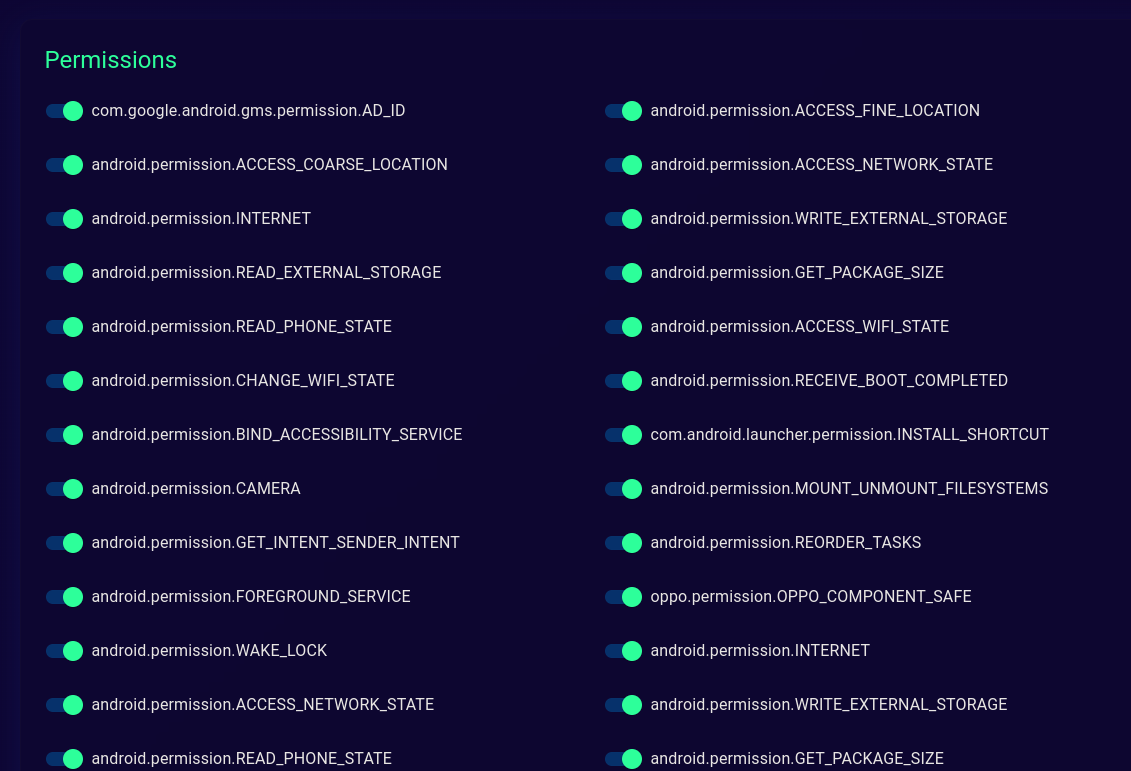 Permissions
com.google.android.gms.permission.AD_ID
android.permission.ACCESS_FINE_LOCATION
android.permission.ACCESS_COARSE_LOCATION
android.permission.ACCESS_NETWORK_STATE
android.permission.INTERNET
android.permission.WRITE_EXTERNAL_STORAGE
android.permission.READ_EXTERNAL_STORAGE
android.permission.GET_PACKAGE_SIZE
android.permission.READ_PHONE_STATE
android.permission.ACCESS_WIFI_STATE
android.permission.CHANGE_WIFI_STATE
android.permission.RECEIVE_BOOT_COMPLETED
android.permission.BIND_ACCESSIBILITY_SERVICE
com.android.launcher.permission.INSTALL_SHORTCUT
android.permission.CAMERA
android.permission.MOUNT_UNMOUNT_FILESYSTEMS
android.permission.GET_INTENT_SENDER_INTENT
android.permission.REORDER_TASKS
android.permission.FOREGROUND_SERVICE
oppo.permission.OPPO_COMPONENT_SAFE
android.permission.WAKE_LOCK
android.permission.INTERNET
android.permission.ACCESS_NETWORK_STATE
android.permission.WRITE_EXTERNAL_STORAGE
android.permission.READ_PHONE_STATE
android.permission.GET_PACKAGE_SIZE